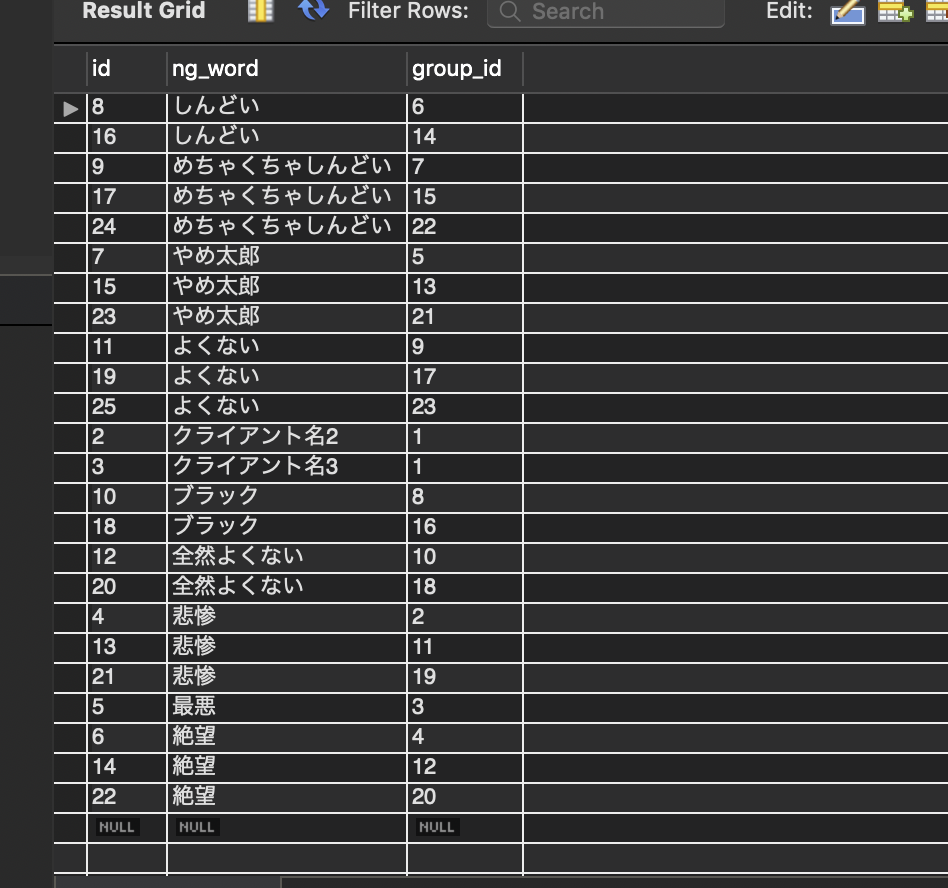 Result Grid Filter Rows: Search Edit:
id ng_word group_id
8 しんどい 6
16 しんどい 14
9 めちゃくちゃしんどい 7
17 めちゃくちゃしんどい 15
24 めちゃくちゃしんどい 22
7 やめ太郎 5
15 やめ太郎 13
23 やめ太郎 21
11 よくない 9
19 よくない 17
25 よくない 23
2 クライアント名2 1
3 クライアント名3 1
10 ブラック 8
18 ブラック 16
12 全然よくない 10
20 全然よくない 18
4 悲惨 2
13 悲惨 11
21 悲惨 19
5 最悪 3
6 絶望 4
14 絶望 12
22 絶望 20
NULL NULL NULL